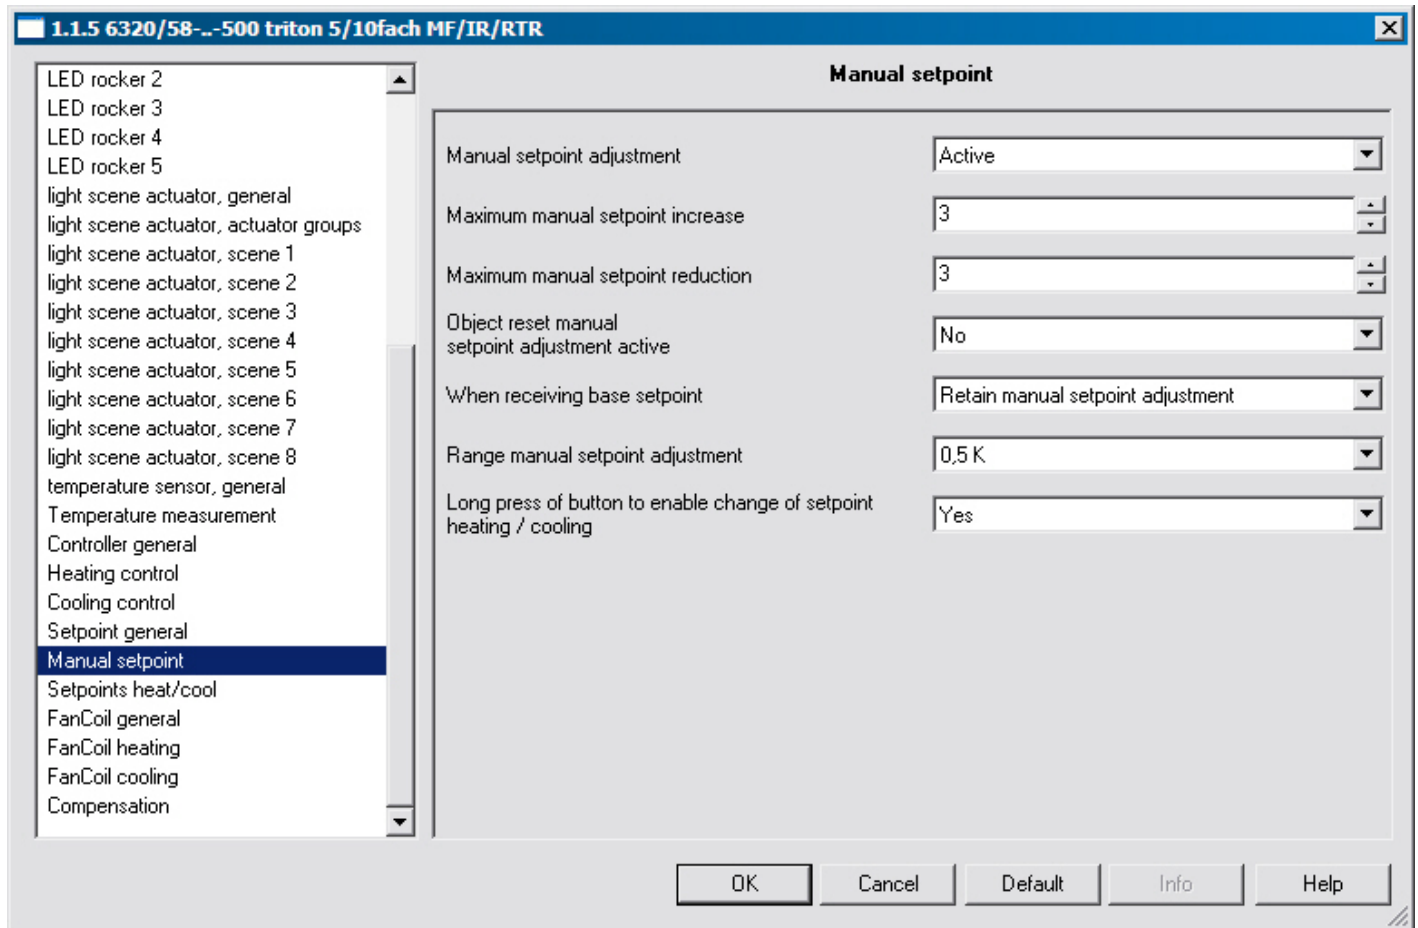 1.1.5 6320/58-..-500 triton 5/10fach MF/IR/RTR
LED rocker 2
LED rocker 3
LED rocker 4
LED rocker 5
light scene actuator, general
light scene actuator, actuator groups
light scene actuator, scene 1
light scene actuator, scene 2
light scene actuator, scene 3
light scene actuator, scene 4
light scene actuator, scene 5
light scene actuator, scene 6
light scene actuator, scene 7
light scene actuator, scene 8
temperature sensor, general
Temperature measurement
Controller general
Heating control
Cooling control
Setpoint general
Manual setpoint
Setpoints heat/cool
FanCoil general
FanCoil heating
FanCoil cooling
Compensation
Manual setpoint
Manual setpoint adjustment
Active
Maximum manual setpoint increase
3
Maximum manual setpoint reduction
3
Object reset manual
setpoint adjustment active
No
When receiving base setpoint
Retain manual setpoint adjustment
Range manual setpoint adjustment
0,5 K
Long press of button to enable change of setpoint
heating / cooling
Yes
OK
Cancel
Default
Info
Help